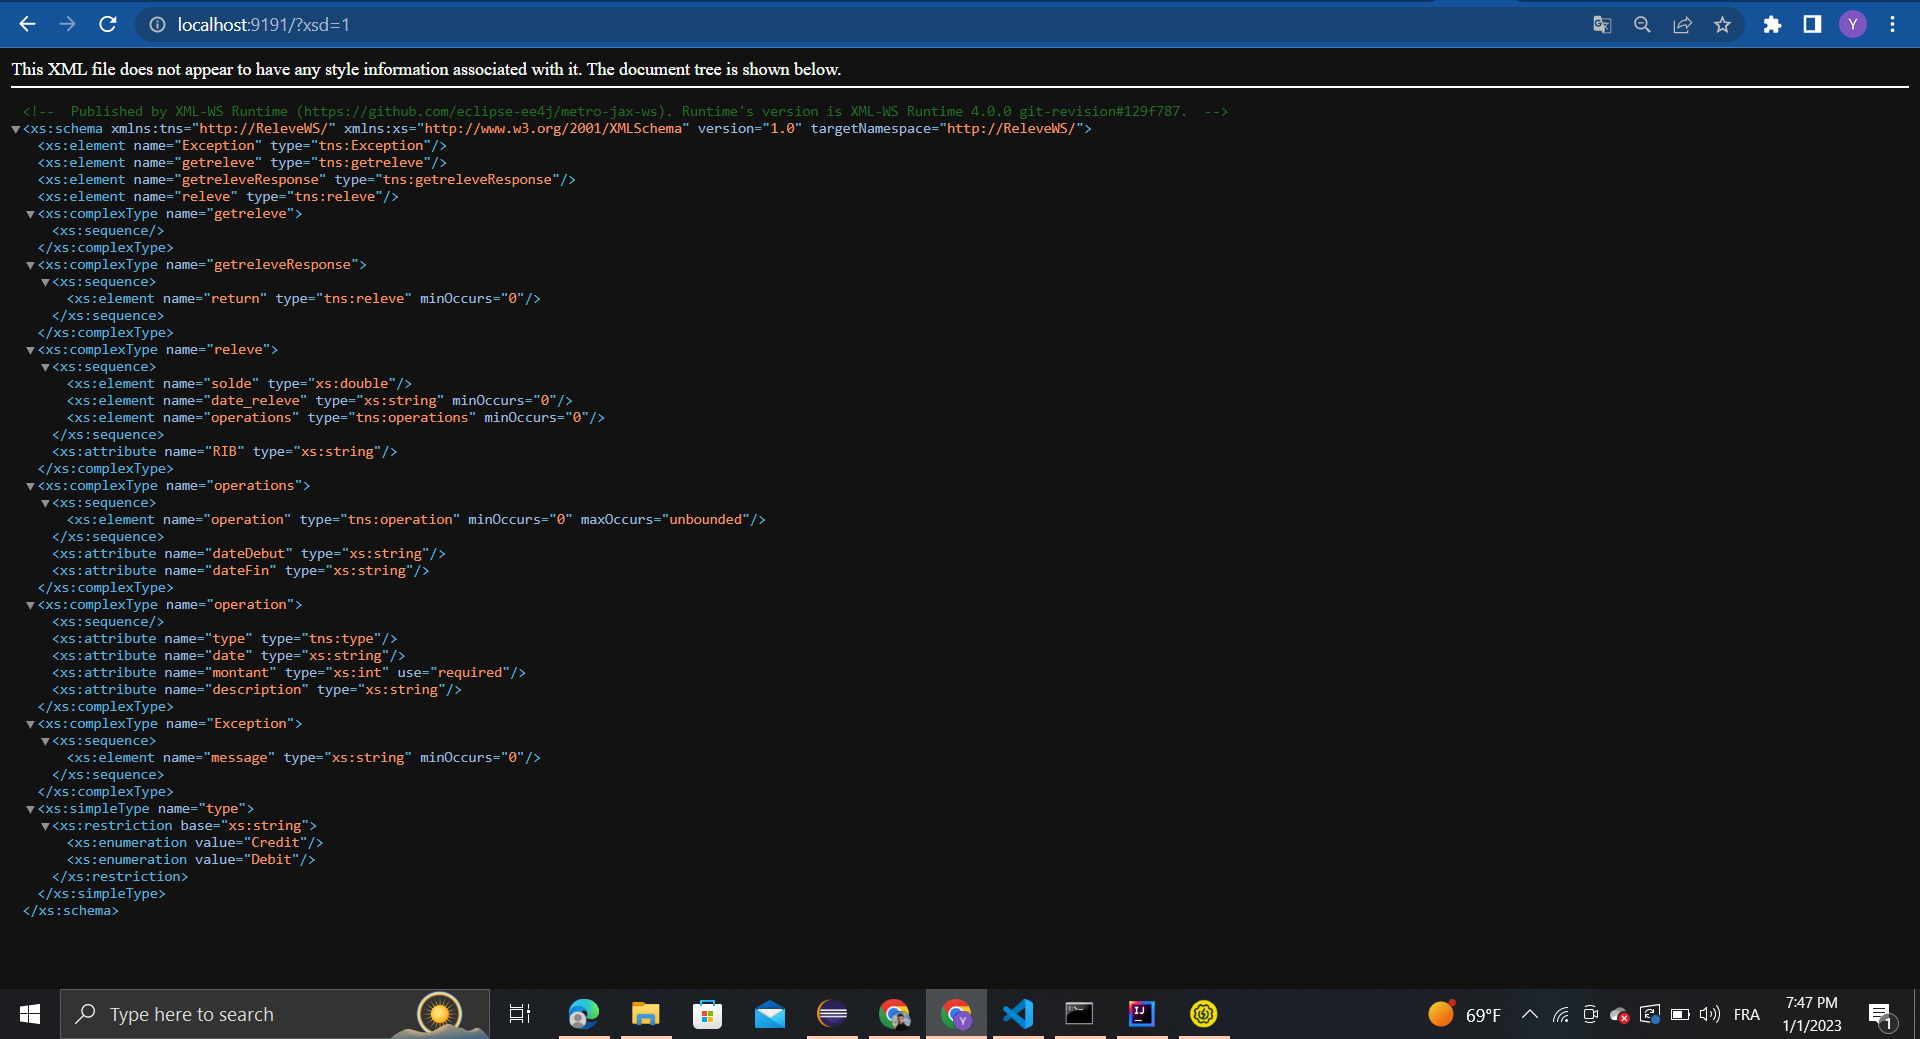 localhost:9191/?xsd=1
Y
This XML file does not appear to have any style information associated with it. The document tree is shown below.
<!--  Published by XML-WS Runtime (https://github.com/eclipse-ee4j/metro-jax-ws). Runtime's version is XML-WS Runtime 4.0.0 git-revision#129f787.  -->
▼<xs:schema xmlns:tns="http://ReleveWS/" xmlns:xs="http://www.w3.org/2001/XMLSchema" version="1.0" targetNamespace="http://ReleveWS/">
<xs:element name="Exception" type="tns:Exception"/>
<xs:element name="getreleve" type="tns:getreleve"/>
<xs:element name="getreleveResponse" type="tns:getreleveResponse"/>
<xs:element name="releve" type="tns:releve"/>
▼<xs:complexType name="getreleve">
<xs:sequence/>
</xs:complexType>
▼<xs:complexType name="getreleveResponse">
▼<xs:sequence>
<xs:element name="return" type="tns:releve" minOccurs="0"/>
</xs:sequence>
</xs:complexType>
▼<xs:complexType name="releve">
▼<xs:sequence>
<xs:element name="solde" type="xs:double"/>
<xs:element name="date_releve" type="xs:string" minOccurs="0"/>
<xs:element name="operations" type="tns:operations" minOccurs="0"/>
</xs:sequence>
<xs:attribute name="RIB" type="xs:string"/>
</xs:complexType>
▼<xs:complexType name="operations">
▼<xs:sequence>
<xs:element name="operation" type="tns:operation" minOccurs="0" maxOccurs="unbounded"/>
</xs:sequence>
<xs:attribute name="dateDebut" type="xs:string"/>
<xs:attribute name="dateFin" type="xs:string"/>
</xs:complexType>
▼<xs:complexType name="operation">
<xs:sequence/>
<xs:attribute name="type" type="tns:type"/>
<xs:attribute name="date" type="xs:string"/>
<xs:attribute name="montant" type="xs:int" use="required"/>
<xs:attribute name="description" type="xs:string"/>
</xs:complexType>
▼<xs:complexType name="Exception">
▼<xs:sequence>
<xs:element name="message" type="xs:string" minOccurs="0"/>
</xs:sequence>
</xs:complexType>
▼<xs:simpleType name="type">
▼<xs:restriction base="xs:string">
<xs:enumeration value="Credit"/>
<xs:enumeration value="Debit"/>
</xs:restriction>
</xs:simpleType>
</xs:schema>
Type here to search
Y
IJ
69°F
FRA
7:47 PM
1/1/2023
1